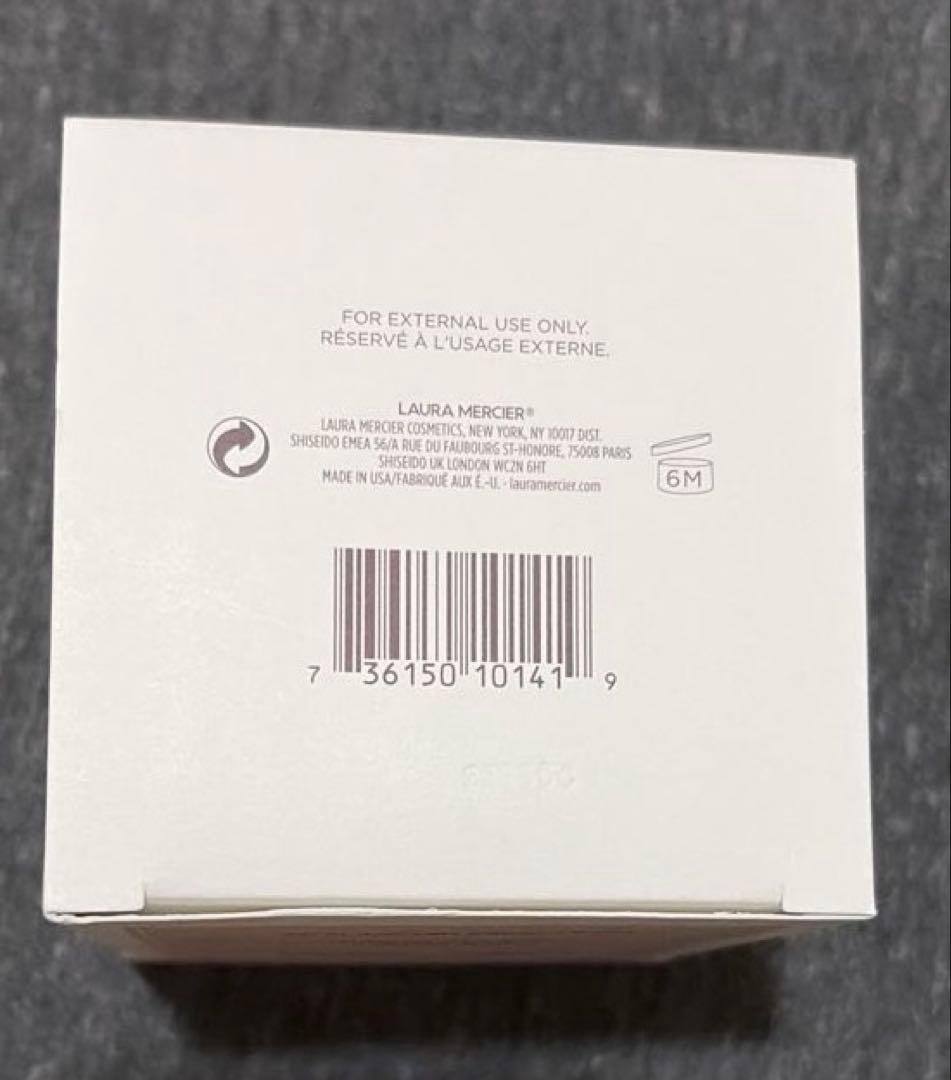 FOR EXTERNAL USE ONLY.
RÉSERVÉ À L'USAGE EXTERNE.
LAURA MERCIER®
LAURA MERCIER COSMETICS, NEW YORK, NY 10017 DIST.
SHISEIDO EMEA 56/A RUE DU FAUBOURG ST-HONORE, 75008 PARIS
SHISEIDO UK LONDON WC2N 6HT
MADE IN USA/FABRIQUÉ AUX É.-U. - lauramercier.com
6M
7 36150 10141 9